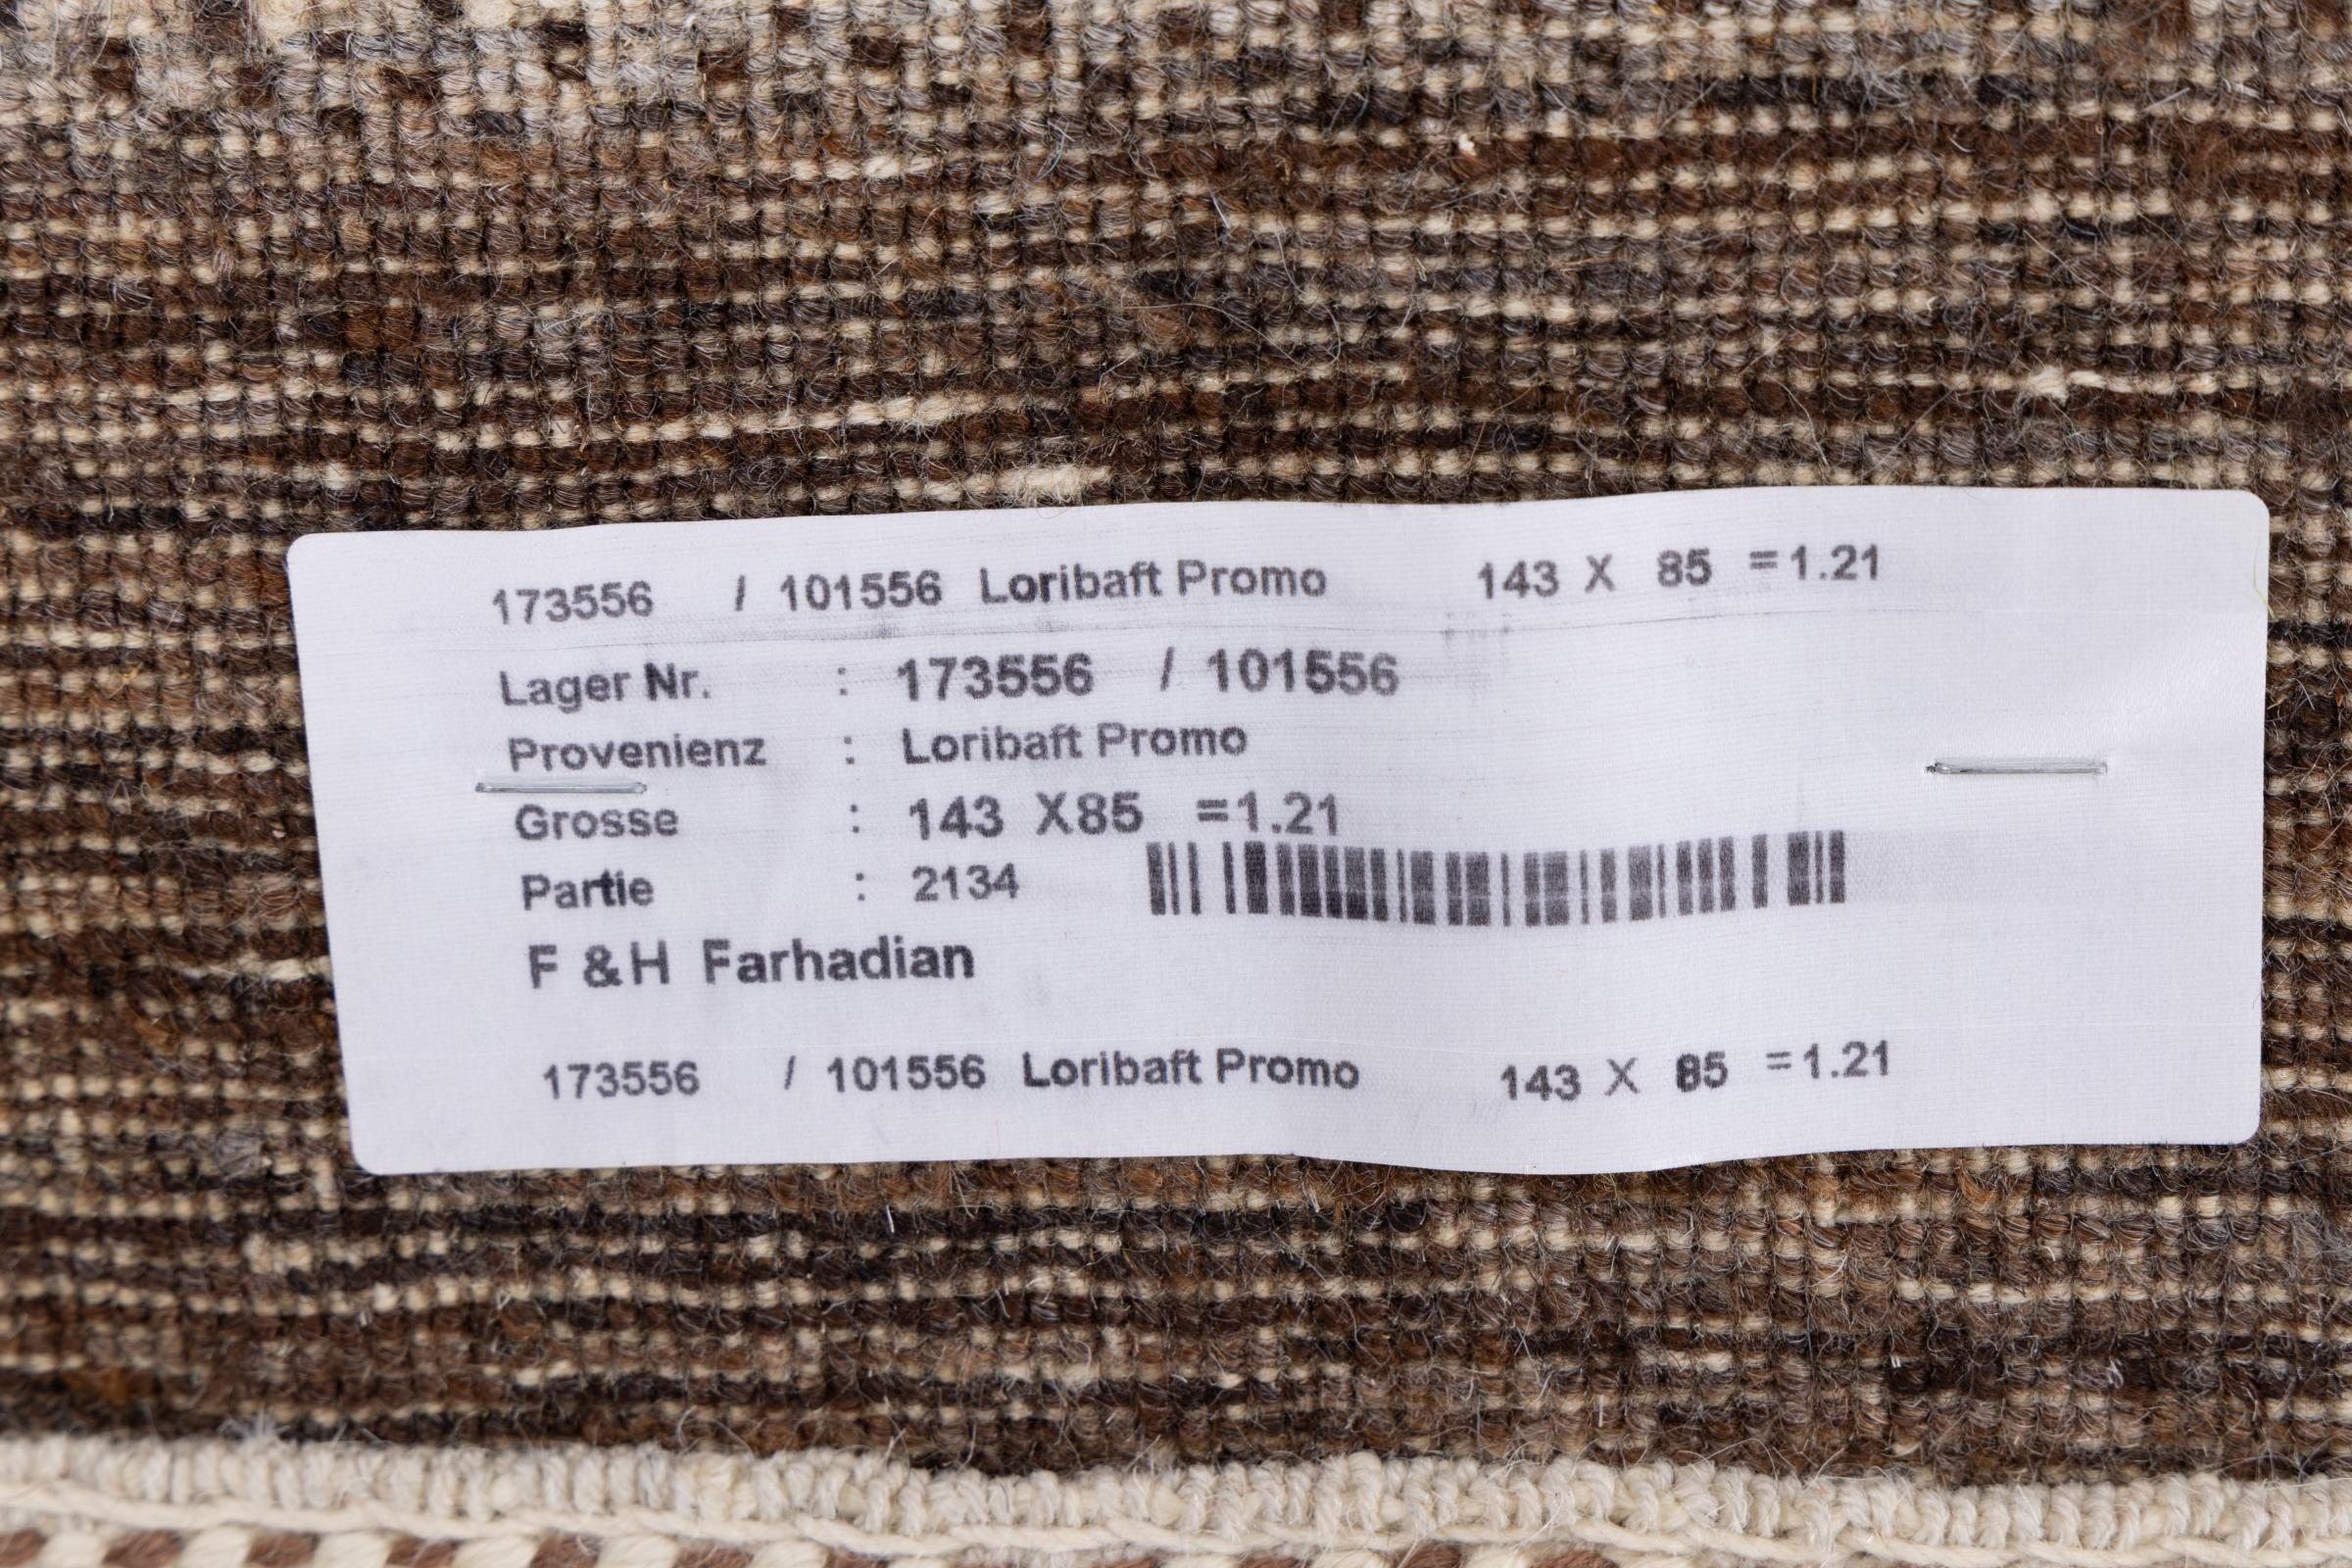 173556 / 101556 Loribaft Promo 143 X 85 =1.21
Lager Nr. : 173556 / 101556
Provenienz : Loribaft Promo
Grosse : 143 X85 =1.21
Partie : 2134
F &H Farhadian
173556 / 101556 Loribaft Promo 143 X 85 =1.21